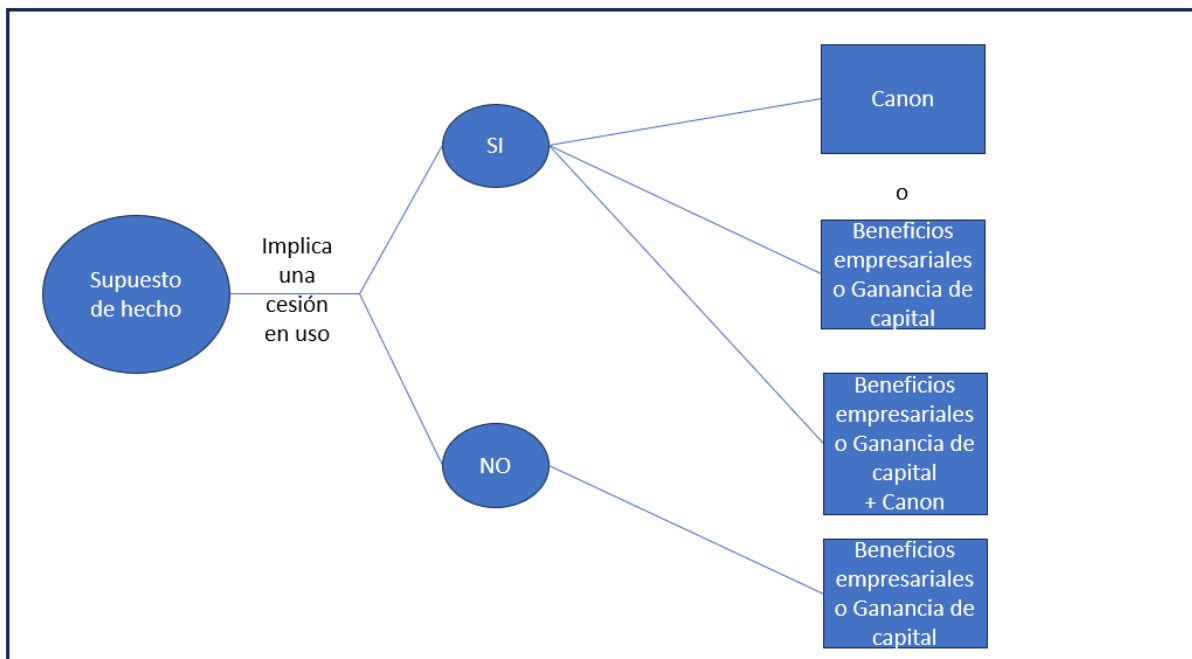 Supuesto
de hecho
Implica
una
cesión
en uso
SI
NO
Canon
o
Beneficios
empresariales
o Ganancia de
capital
Beneficios
empresariales
o Ganancia de
capital
+ Canon
Beneficios
empresariales
o Ganancia de
capital